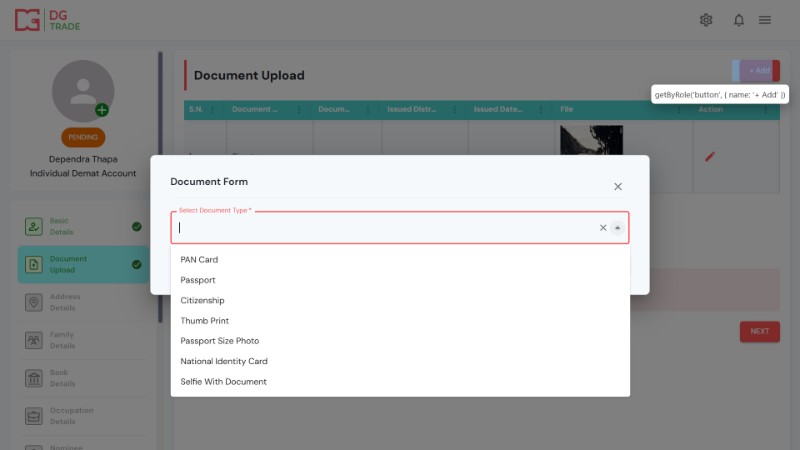 DG
TRADE
PENDING
Dependra Thapa
Individual Demat Account
Basic
Details
Document
Upload
Address
Details
Family
Details
Bank
Details
Occupation
Details
Nominee
Document Upload
+ Add
getByRole('button', { name: '+ Add' })
S.N.
Document ...
Docum...
Issued Distr...
Issued Date...
File
Action
Document Form
Select Document Type *
PAN Card
Passport
Citizenship
Thumb Print
Passport Size Photo
National Identity Card
Selfie With Document
NEXT